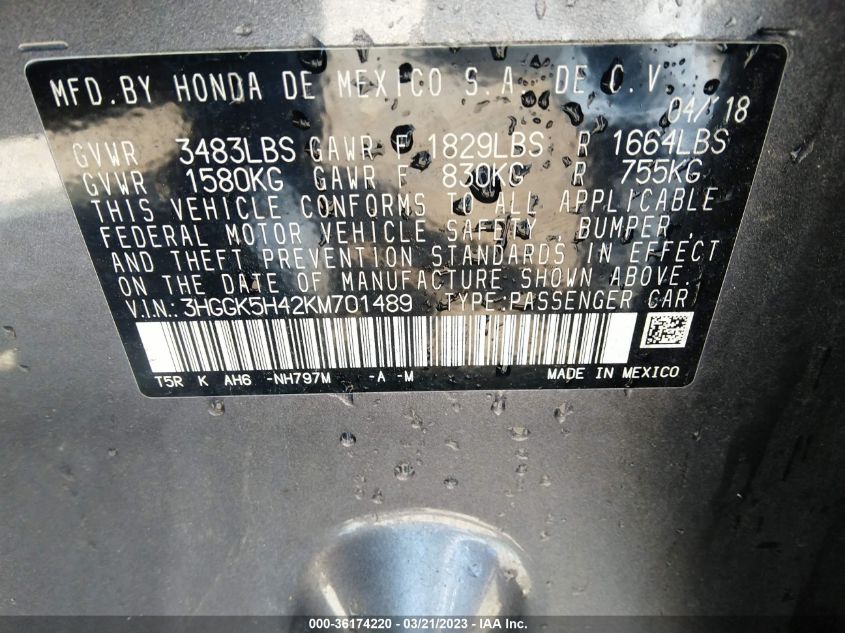 MFD.BY HONDA DE MEXICO S.A. DE C.V.
04/18
GVWR 3483LBS GAWR F 1829LBS R 1664LBS
GVWR 1580KG GAWR F 830KG R 755KG
THIS VEHICLE CONFORMS TO ALL APPLICABLE
FEDERAL MOTOR VEHICLE SAFETY, BUMPER,
AND THEFT PREVENTION STANDARDS IN EFFECT
ON THE DATE OF MANUFACTURE SHOWN ABOVE.
V.I.N.: 3HGGK5H42KM701489 TYPE:PASSENGER CAR
T5R K AH6 -NH797M -A -M MADE IN MEXICO
000-36174220 - 03/21/2023 - IAA Inc.